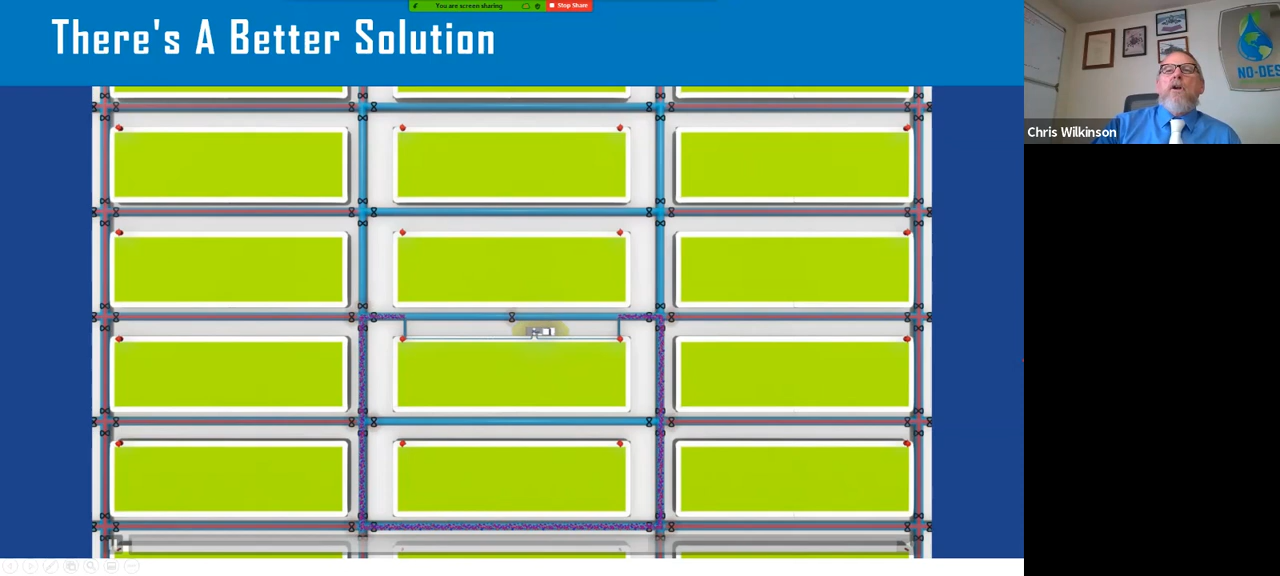 You are screen sharing
Stop Share
There's A Better Solution
NO-DES
Chris Wilkinson